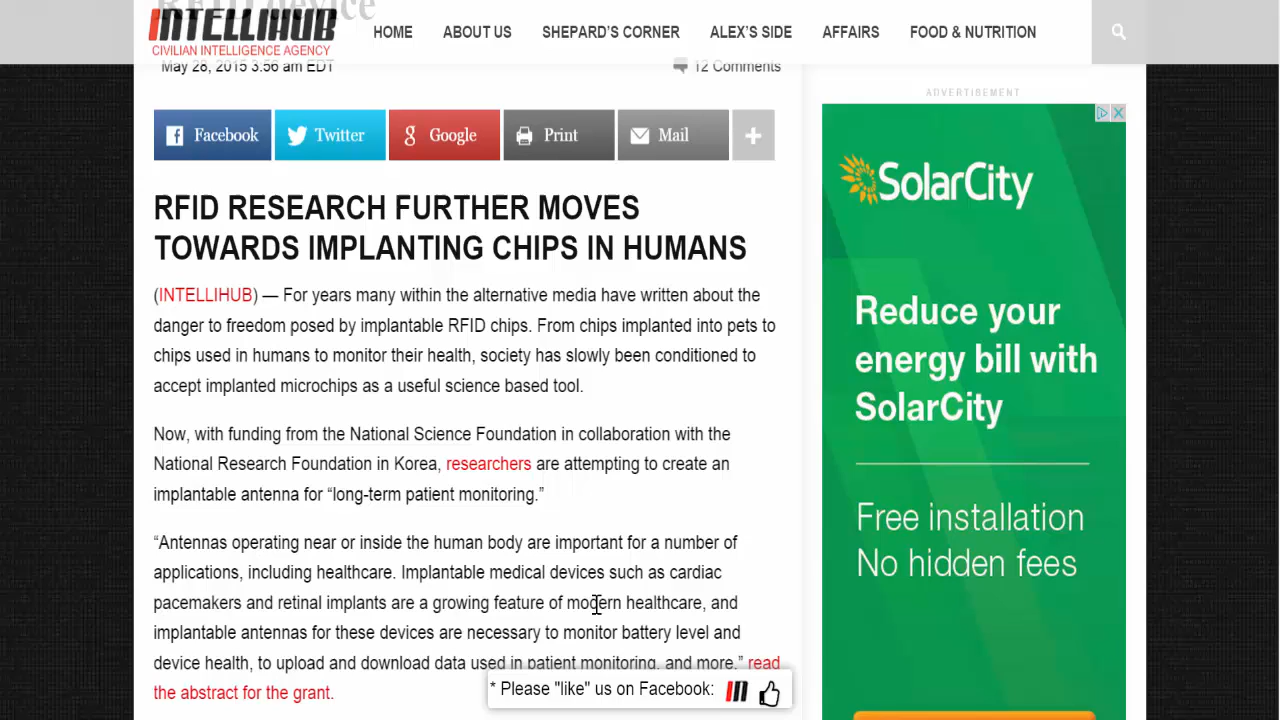 RFID device
INTELLIHUB
CIVILIAN INTELLIGENCE AGENCY
HOME ABOUT US SHEPARD'S CORNER ALEX'S SIDE AFFAIRS FOOD & NUTRITION
May 28, 2015 3:56 am EDT
12 Comments
Facebook Twitter Google Print Mail +
RFID RESEARCH FURTHER MOVES
TOWARDS IMPLANTING CHIPS IN HUMANS
(INTELLIHUB) — For years many within the alternative media have written about the
danger to freedom posed by implantable RFID chips. From chips implanted into pets to
chips used in humans to monitor their health, society has slowly been conditioned to
accept implanted microchips as a useful science based tool.
Now, with funding from the National Science Foundation in collaboration with the
National Research Foundation in Korea, researchers are attempting to create an
implantable antenna for “long-term patient monitoring.”
“Antennas operating near or inside the human body are important for a number of
applications, including healthcare. Implantable medical devices such as cardiac
pacemakers and retinal implants are a growing feature of modern healthcare, and
implantable antennas for these devices are necessary to monitor battery level and
device health, to upload and download data used in patient monitoring, and more.” read
the abstract for the grant.
* Please "like" us on Facebook:
ADVERTISEMENT
SolarCity
Reduce your
energy bill with
SolarCity
Free installation
No hidden fees